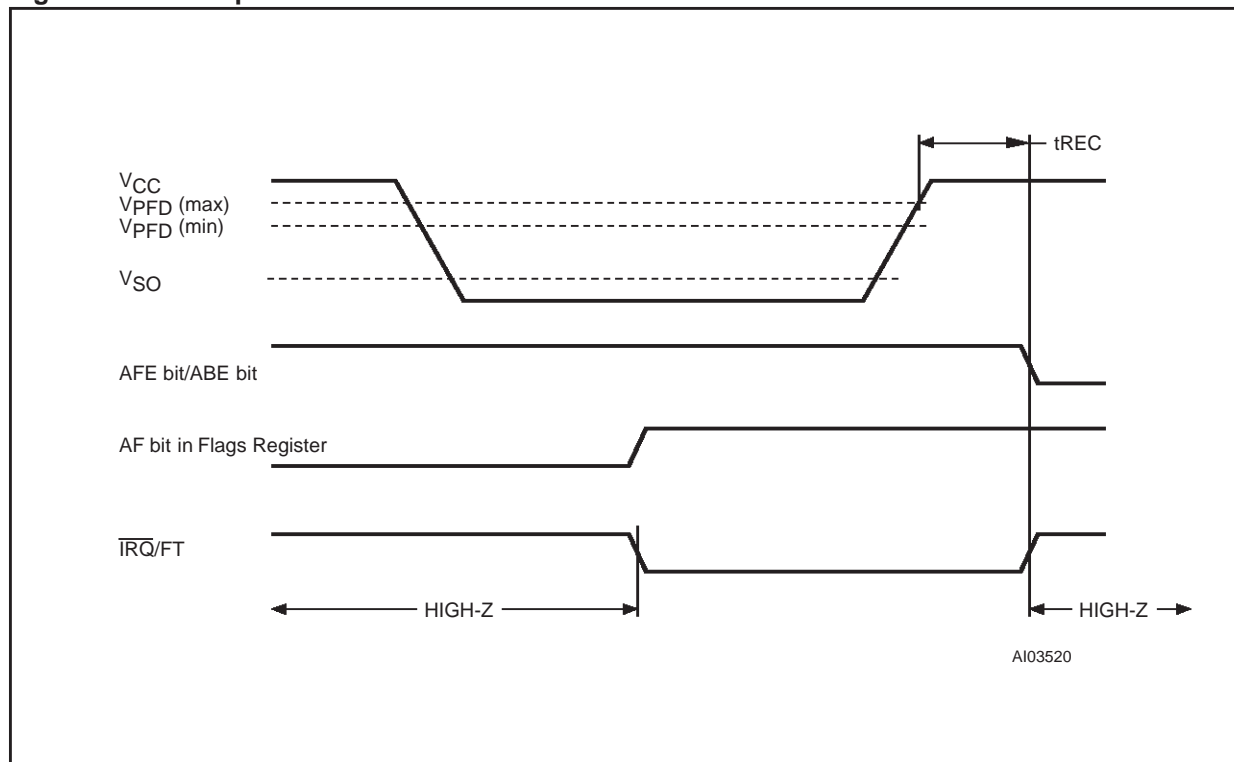 tREC
VCC
VPFD (max)
VPFD (min)
VSO
AFE bit/ABE bit
AF bit in Flags Register
IRQ/FT
HIGH-Z
HIGH-Z
AI03520